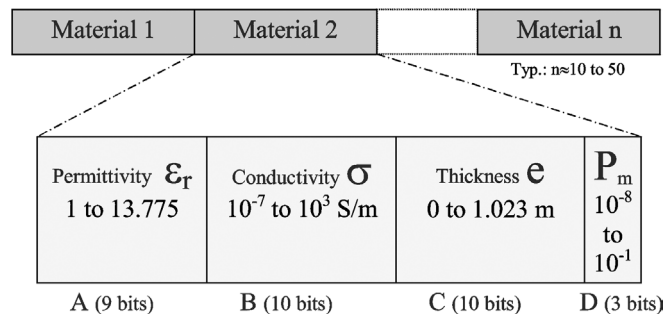 Material 1 Material 2 Material n
Typ.: n≈10 to 50
Permittivity εr Conductivity σ Thickness e Pm
1 to 13.775 10⁻⁷ to 10³ S/m 0 to 1.023 m 10⁻⁸
to
10⁻¹
A (9 bits) B (10 bits) C (10 bits) D (3 bits)